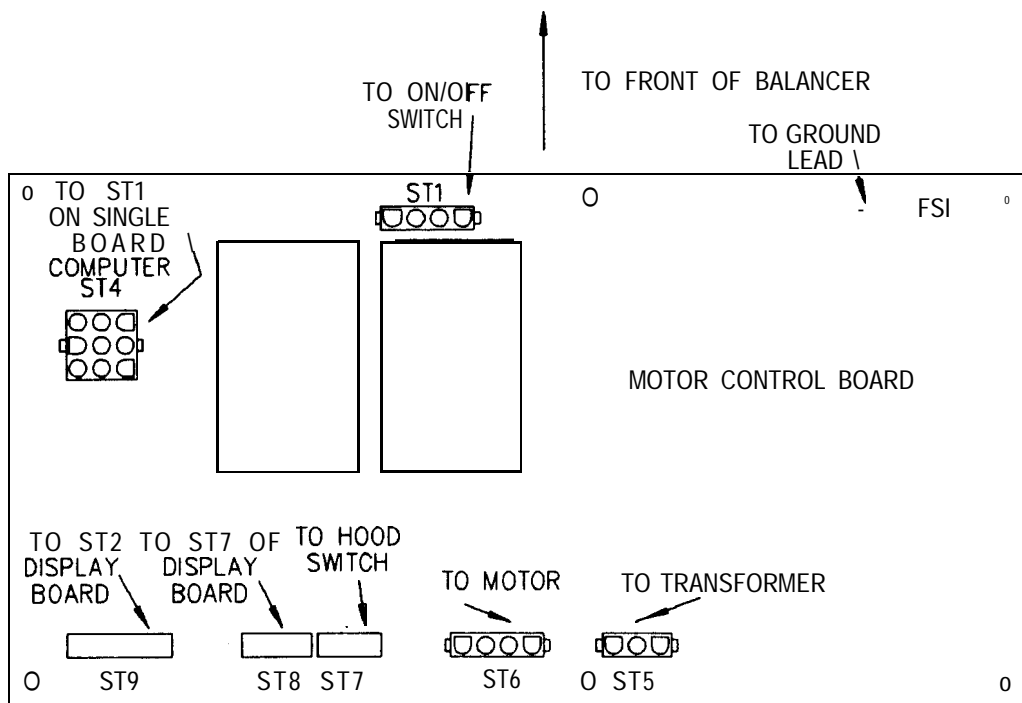 TO FRONT OF BALANCER
TO ON/OFF
SWITCH
TO GROUND
LEAD
TO ST1
ON SINGLE
BOARD
COMPUTER
ST4
ST1
FSI
MOTOR CONTROL BOARD
TO ST2
DISPLAY
BOARD
TO ST7 OF
DISPLAY
BOARD
TO HOOD
SWITCH
TO MOTOR
TO TRANSFORMER
ST9
ST8
ST7
ST6
ST5